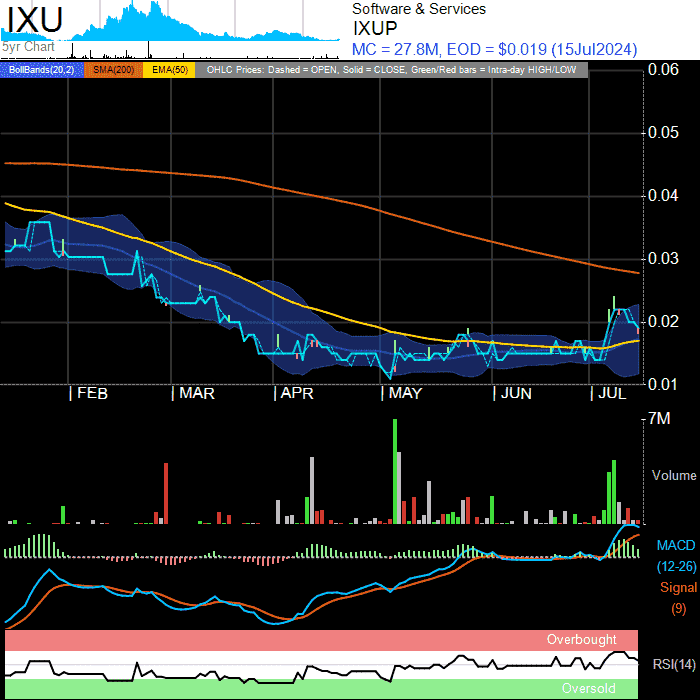 IXU
Software & Services
IXUP
5yr Chart
MC = 27.8M, EOD = $0.019 (15Jul2024)
BollBands(20,2) SMA(200) EMA(50) OHLC Prices: Dashed = OPEN, Solid = CLOSE, Green/Red bars = Intra-day HIGH/LOW
0.06
0.05
0.04
0.03
0.02
0.01
| FEB | MAR | APR | MAY | JUN | JUL
7M
Volume
MACD
(12-26)
Signal
(9)
Overbought
RSI(14)
Oversold